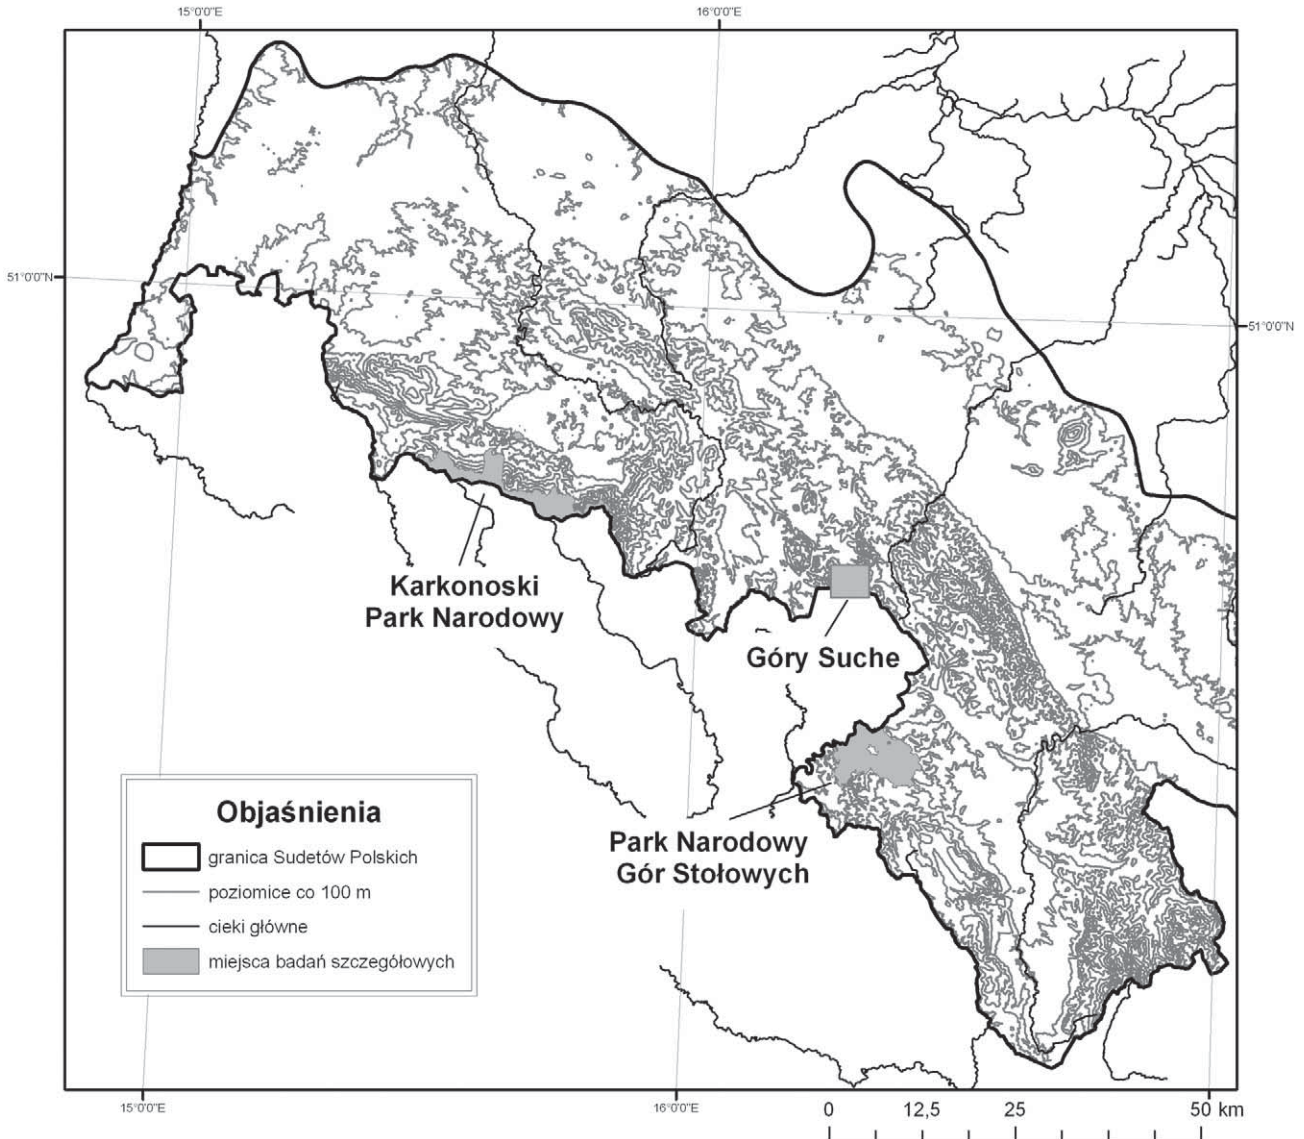 15°0'0"E
16°0'0"E
51°0'0"N
51°0'0"N
Karkonoski
Park Narodowy
Góry Suche
Park Narodowy
Gór Stołowych
Objaśnienia
granica Sudetów Polskich
poziomice co 100 m
cieki główne
miejsca badań szczegółowych
15°0'0"E
16°0'0"E
0
12,5
25
50 km